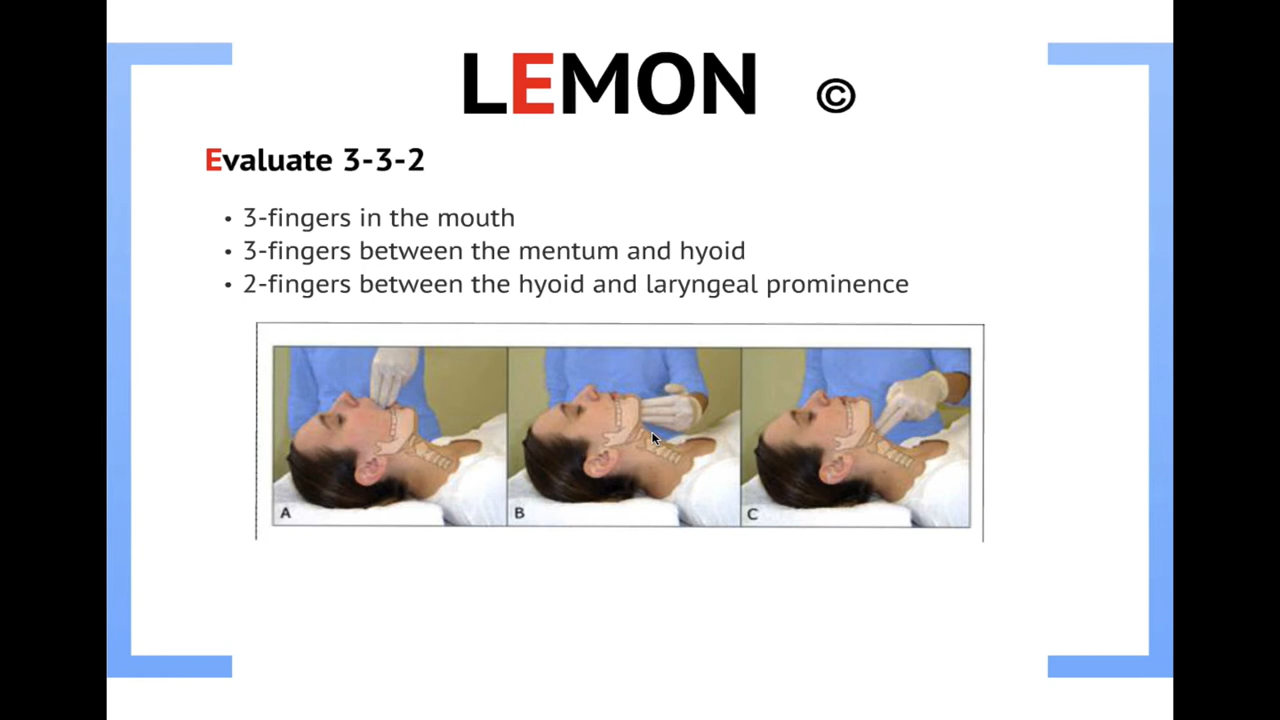 LEMON ©
Evaluate 3-3-2
• 3-fingers in the mouth
• 3-fingers between the mentum and hyoid
• 2-fingers between the hyoid and laryngeal prominence
A B C